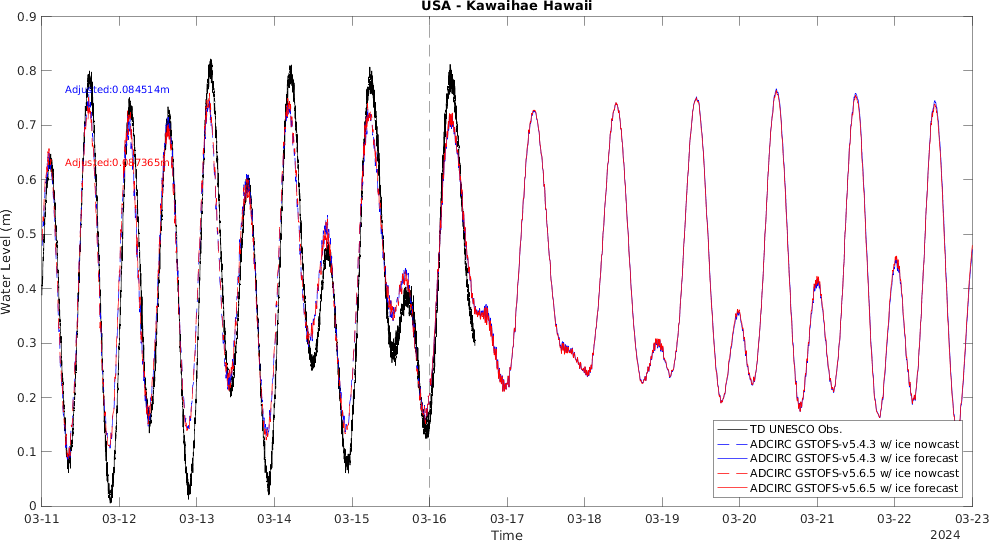 USA - Kawaihae Hawaii
0.9
0.8
0.7
0.6
0.5
0.4
0.3
0.2
0.1
0
Water Level (m)
Adjusted:0.084514m
Adjusted:0.087365m
TD UNESCO Obs.
ADCIRC GSTOFS-v5.4.3 w/ ice nowcast
ADCIRC GSTOFS-v5.4.3 w/ ice forecast
ADCIRC GSTOFS-v5.6.5 w/ ice nowcast
ADCIRC GSTOFS-v5.6.5 w/ ice forecast
03-11 03-12 03-13 03-14 03-15 03-16 03-17 03-18 03-19 03-20 03-21 03-22 03-23
Time
2024